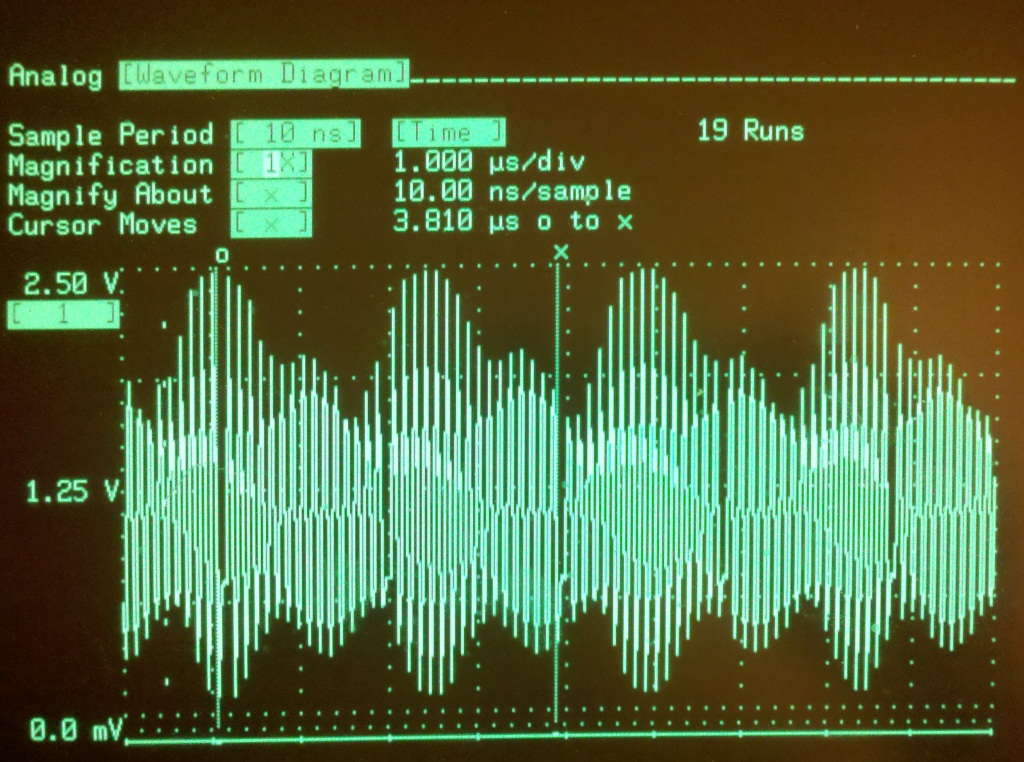 Analog [Waveform Diagram]
Sample Period [ 10 ns] [Time ] 19 Runs
Magnification [ 1X] 1.000 µs/div
Magnify About [ x ] 10.00 ns/sample
Cursor Moves [ x ] 3.810 µs o to x
o x
2.50 V
[ 1 ]
1.25 V
0.0 mV